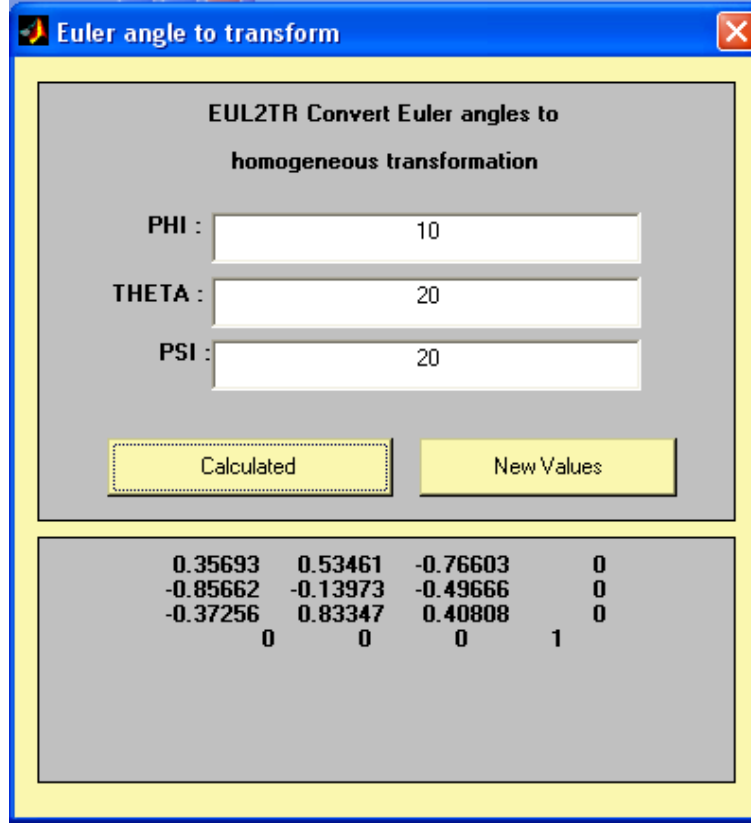 Euler angle to transform
EUL2TR Convert Euler angles to
homogeneous transformation
PHI : 10
THETA : 20
PSI : 20
Calculated New Values
0.35693 0.53461 -0.76603 0
-0.85662 -0.13973 -0.49666 0
-0.37256 0.83347 0.40808 0
0 0 0 1